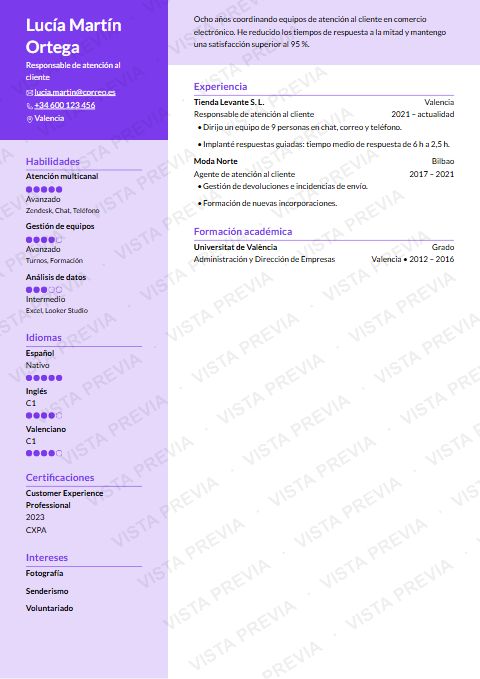 Lucía Martín
Ortega
Responsable de atención al
cliente
lucia.martin@correo.es
+34 600 123 456
Valencia
Habilidades
Atención multicanal
Avanzado
Zendesk, Chat, Teléfono
Gestión de equipos
Avanzado
Turnos, Formación
Análisis de datos
Intermedio
Excel, Looker Studio
Idiomas
Español
Nativo
Inglés
C1
Valenciano
C1
Certificaciones
Customer Experience
Professional
2023
CXPA
Intereses
Fotografía
Senderismo
Voluntariado
Ocho años coordinando equipos de atención al cliente en comercio
electrónico. He reducido los tiempos de respuesta a la mitad y mantengo
una satisfacción superior al 95 %.
Experiencia
Tienda Levante S. L. Valencia
Responsable de atención al cliente 2021 – actualidad
• Dirijo un equipo de 9 personas en chat, correo y teléfono.
• Implanté respuestas guiadas: tiempo medio de respuesta de 6 h a 2,5 h.
Moda Norte Bilbao
Agente de atención al cliente 2017 – 2021
• Gestión de devoluciones e incidencias de envío.
• Formación de nuevas incorporaciones.
Formación académica
Universitat de València Grado
Administración y Dirección de Empresas Valencia • 2012 – 2016
VISTA PREVIA